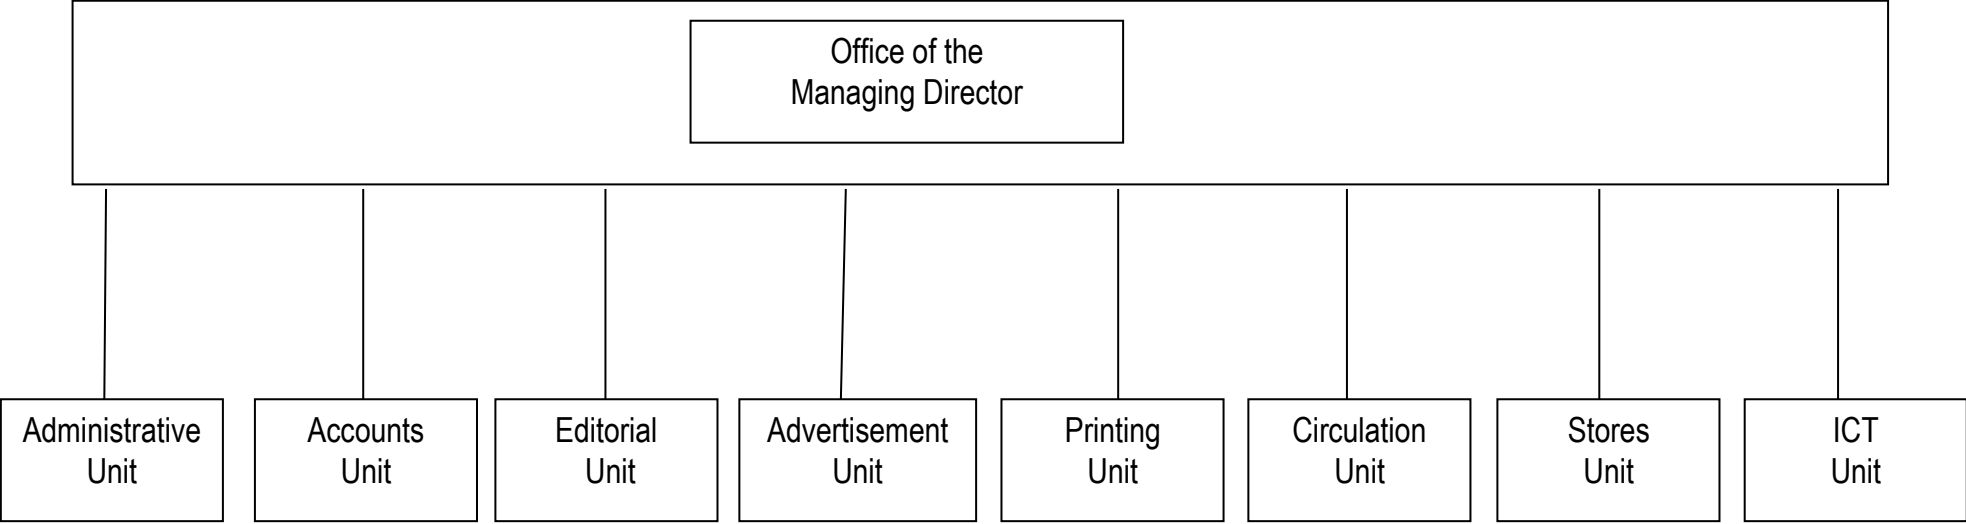 Office of the
Managing Director
Administrative
Unit
Accounts
Unit
Editorial
Unit
Advertisement
Unit
Printing
Unit
Circulation
Unit
Stores
Unit
ICT
Unit